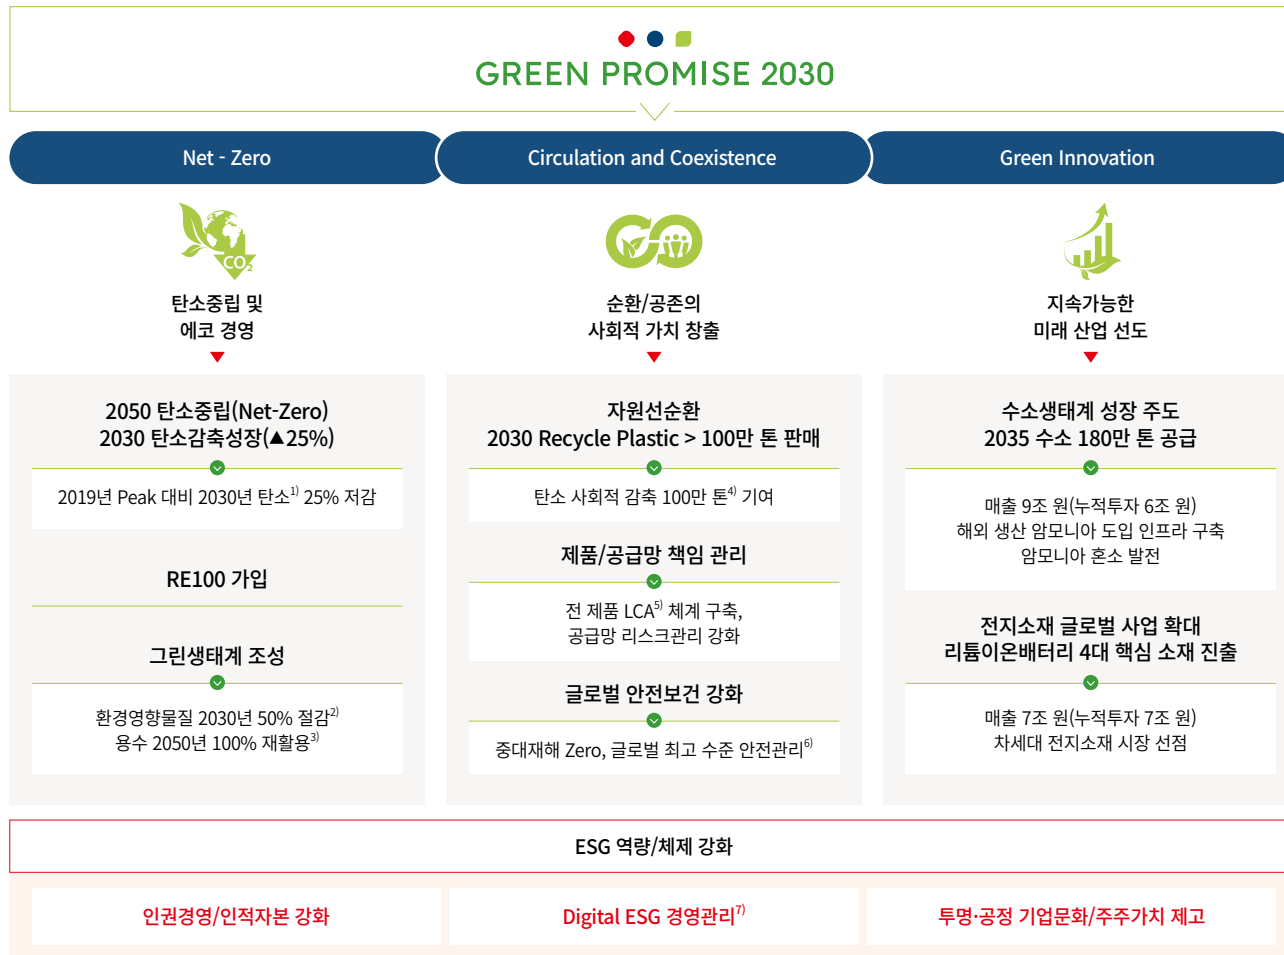 GREEN PROMISE 2030
Net - Zero
Circulation and Coexistence
Green Innovation
CO2
탄소중립 및
에코 경영
순환/공존의
사회적 가치 창출
지속가능한
미래 산업 선도
2050 탄소중립(Net-Zero)
2030 탄소감축성장(▲25%)
2019년 Peak 대비 2030년 탄소1) 25% 저감
RE100 가입
그린생태계 조성
환경영향물질 2030년 50% 절감2)
용수 2050년 100% 재활용3)
자원선순환
2030 Recycle Plastic > 100만 톤 판매
탄소 사회적 감축 100만 톤4) 기여
제품/공급망 책임 관리
전 제품 LCA5) 체계 구축,
공급망 리스크관리 강화
글로벌 안전보건 강화
중대재해 Zero, 글로벌 최고 수준 안전관리6)
수소생태계 성장 주도
2035 수소 180만 톤 공급
매출 9조 원(누적투자 6조 원)
해외 생산 암모니아 도입 인프라 구축
암모니아 혼소 발전
전지소재 글로벌 사업 확대
리튬이온배터리 4대 핵심 소재 진출
매출 7조 원(누적투자 7조 원)
차세대 전지소재 시장 선점
ESG 역량/체제 강화
인권경영/인적자본 강화
Digital ESG 경영관리7)
투명·공정 기업문화/주주가치 제고